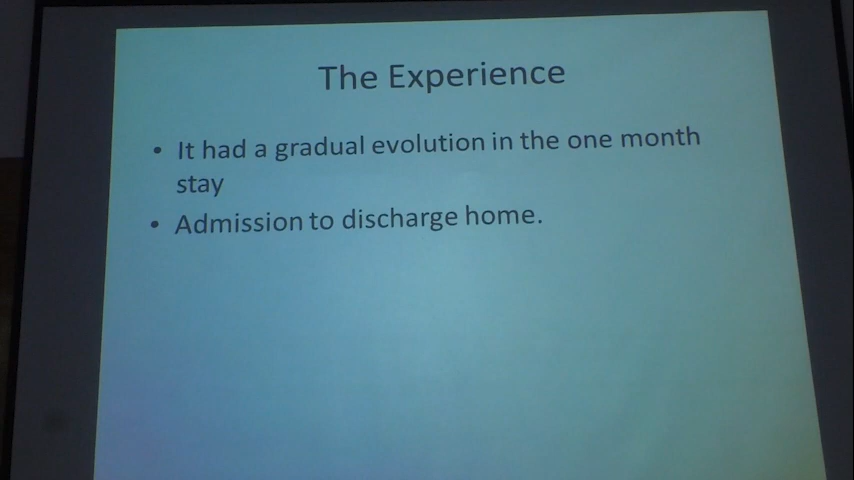 The Experience
• It had a gradual evolution in the one month
stay
• Admission to discharge home.